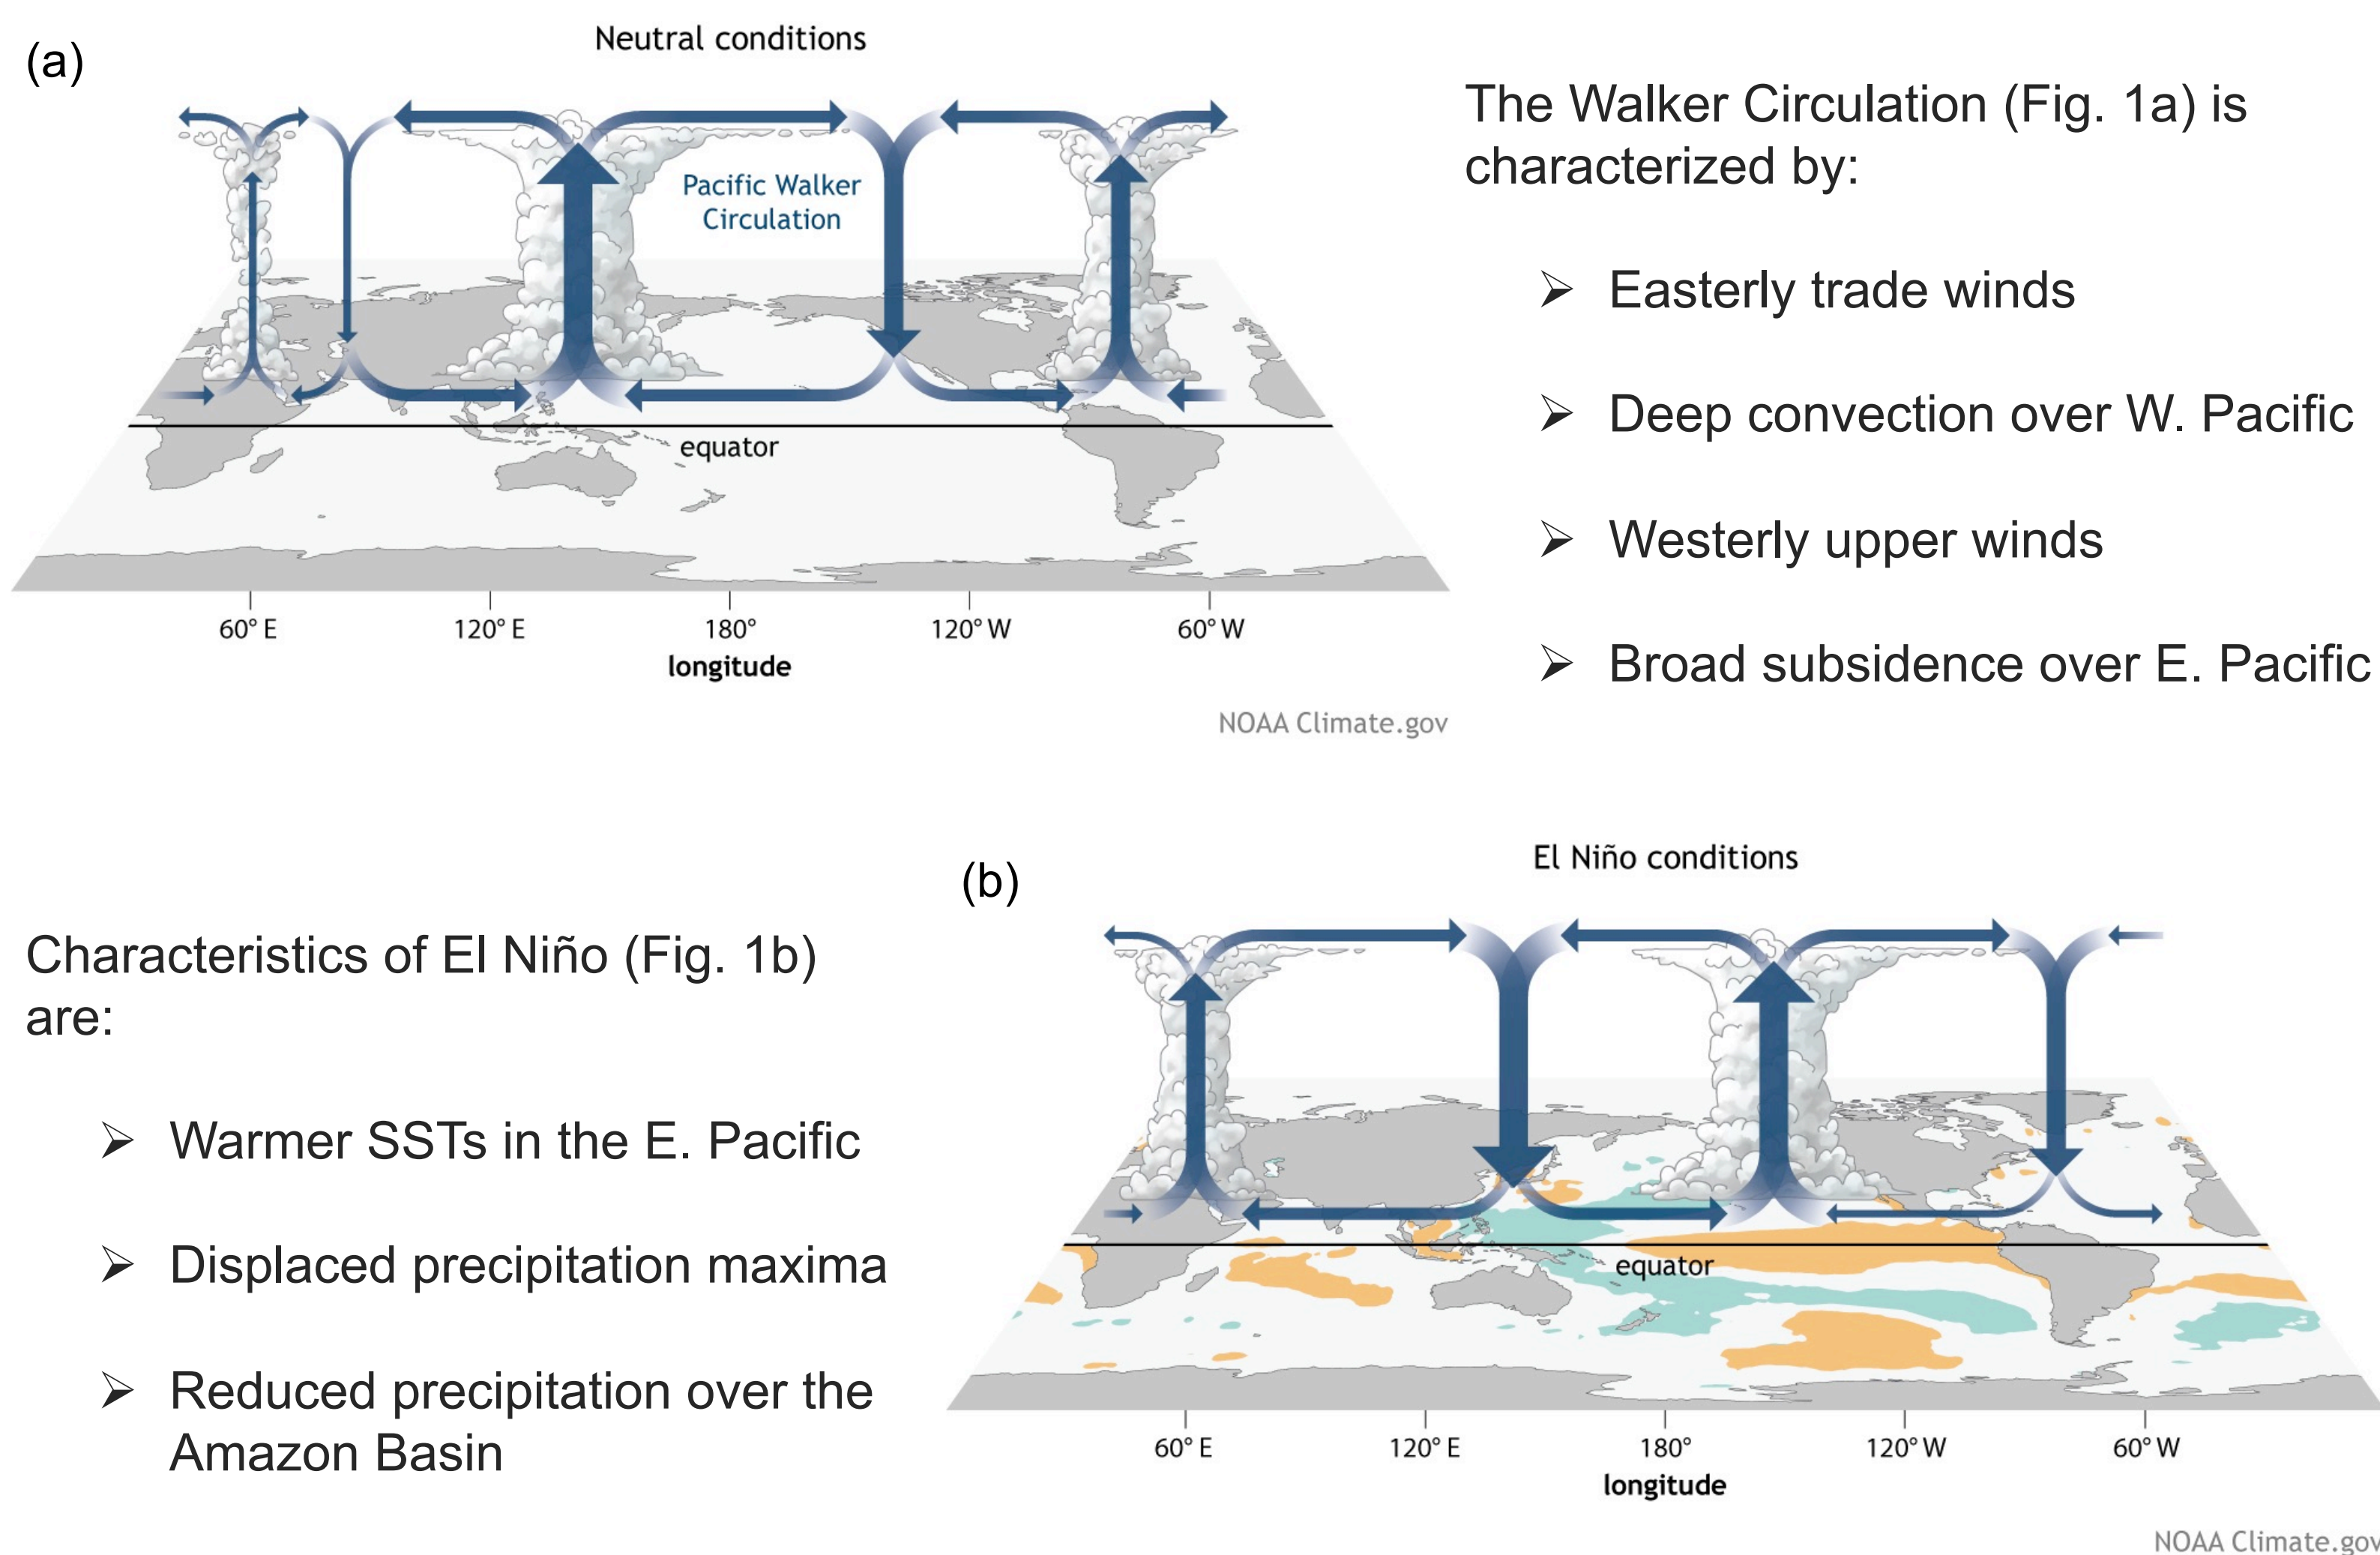 (a)
Neutral conditions
Pacific Walker
Circulation
equator
60° E
120° E
180°
120° W
60° W
longitude
NOAA Climate.gov
The Walker Circulation (Fig. 1a) is
characterized by:
➢ Easterly trade winds
➢ Deep convection over W. Pacific
➢ Westerly upper winds
➢ Broad subsidence over E. Pacific
Characteristics of El Niño (Fig. 1b)
are:
➢ Warmer SSTs in the E. Pacific
➢ Displaced precipitation maxima
➢ Reduced precipitation over the
Amazon Basin
(b)
El Niño conditions
equator
60° E
120° E
180°
120° W
60° W
longitude
NOAA Climate.gov